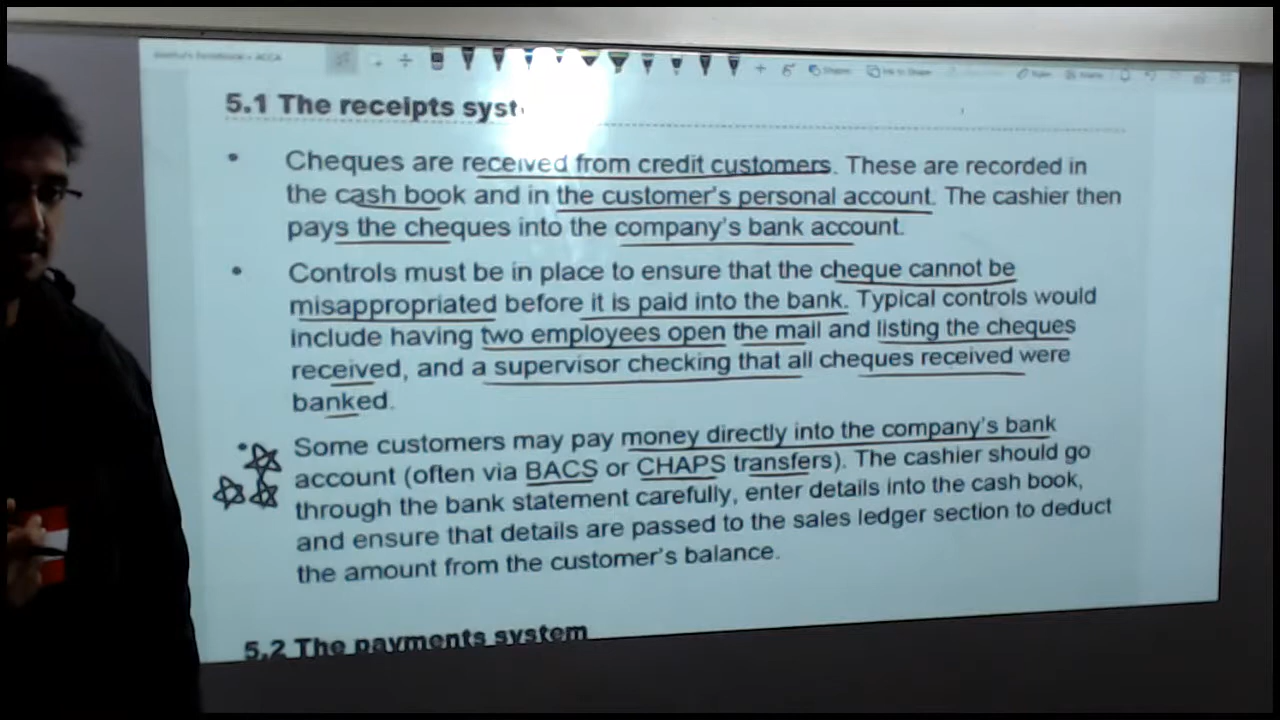 5.1 The receipts syst
• Cheques are received from credit customers. These are recorded in
the cash book and in the customer's personal account. The cashier then
pays the cheques into the company's bank account.
• Controls must be in place to ensure that the cheque cannot be
misappropriated before it is paid into the bank. Typical controls would
include having two employees open the mail and listing the cheques
received, and a supervisor checking that all cheques received were
banked.
• Some customers may pay money directly into the company's bank
account (often via BACS or CHAPS transfers). The cashier should go
through the bank statement carefully, enter details into the cash book,
and ensure that details are passed to the sales ledger section to deduct
the amount from the customer's balance.
5.2 The payments system